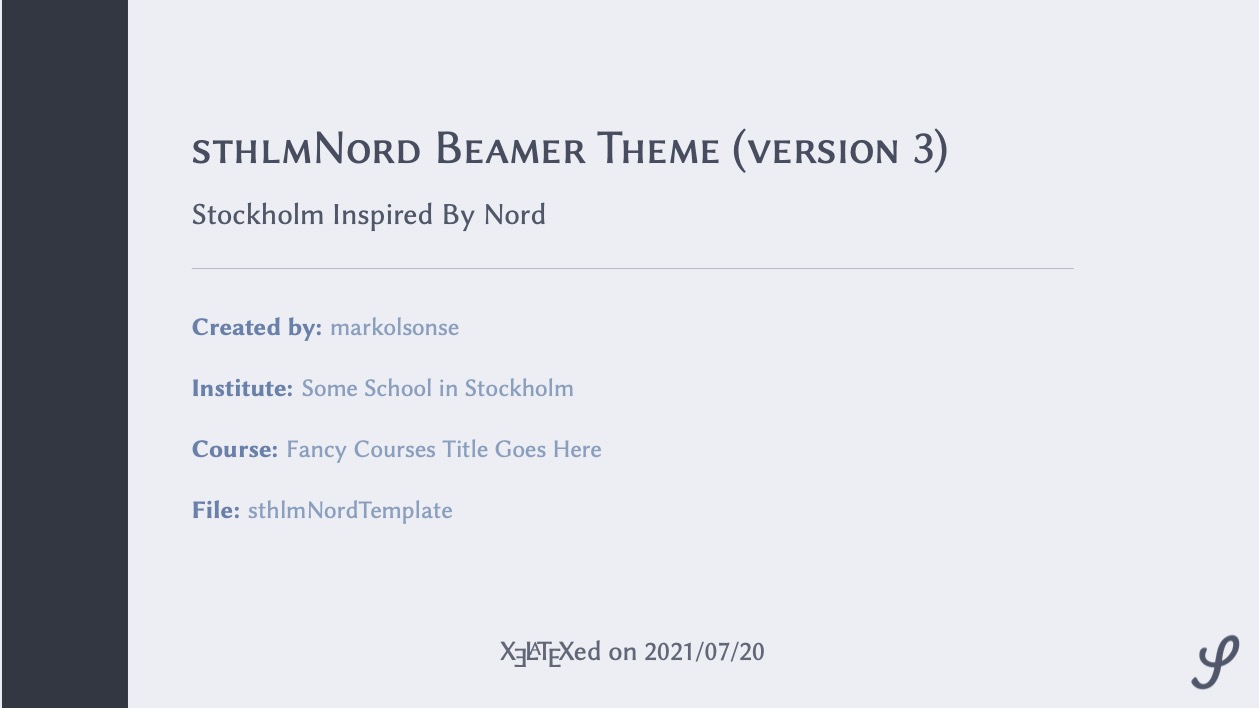 sthlmNord Beamer Theme (version 3)
Stockholm Inspired By Nord
Created by: markolsonse
Institute: Some School in Stockholm
Course: Fancy Courses Title Goes Here
File: sthlmNordTemplate
XƎLATEXed on 2021/07/20